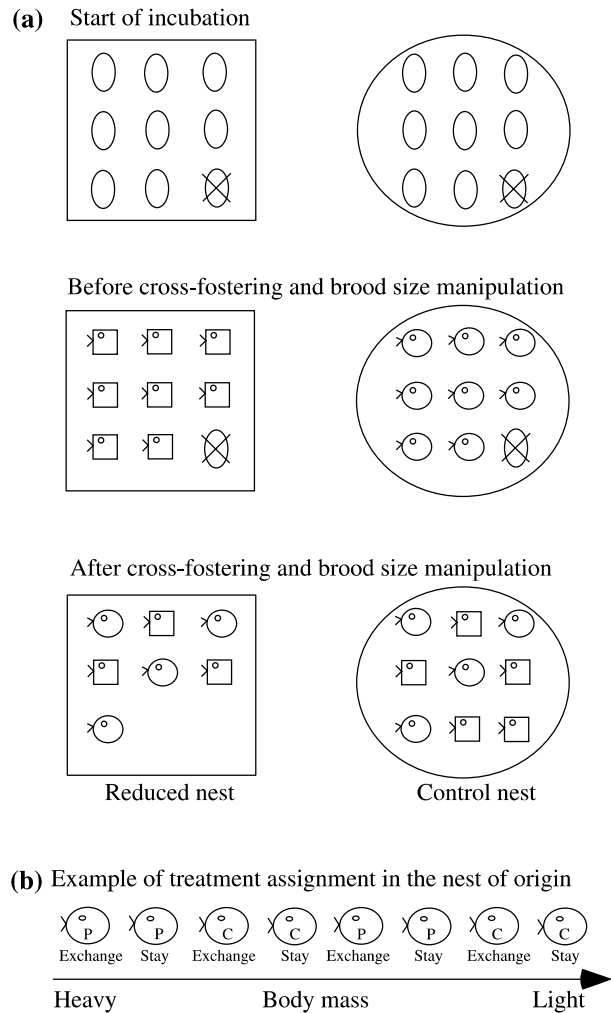 (a) Start of incubation
Before cross-fostering and brood size manipulation
After cross-fostering and brood size manipulation
Reduced nest Control nest
(b) Example of treatment assignment in the nest of origin
P P C C P P C C
Exchange Stay Exchange Stay Exchange Stay Exchange Stay
Heavy Body mass Light